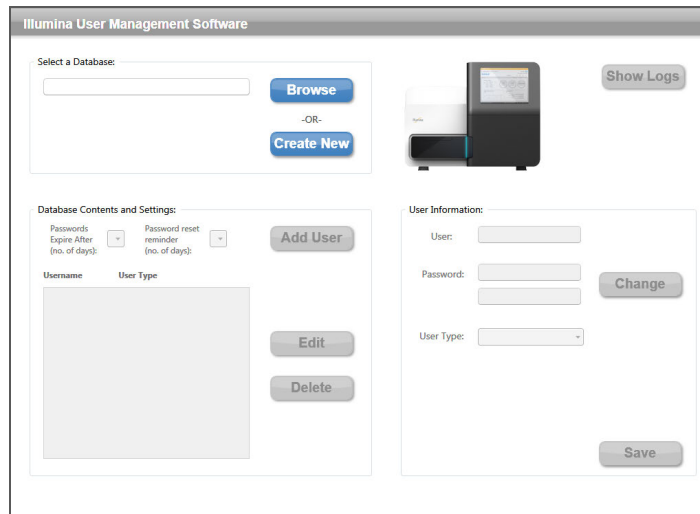 Illumina User Management Software
Select a Database:
Browse
-OR-
Create New
Show Logs
Database Contents and Settings:
Passwords
Expire After
(no. of days):
Password reset
reminder
(no. of days):
Add User
Username User Type
Edit
Delete
User Information:
User:
Password:
Change
User Type:
Save